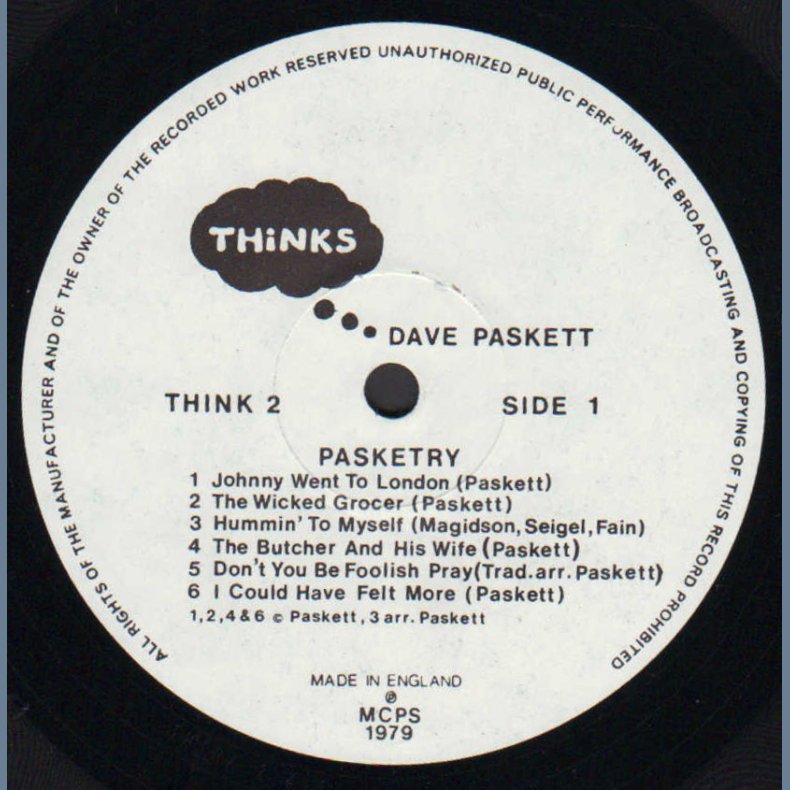 ALL RIGHTS OF THE MANUFACTURER AND OF THE OWNER OF THE RECORDED WORK RESERVED UNAUTHORIZED PUBLIC PERFORMANCE BROADCASTING AND COPYING OF THIS RECORD PROHIBITED
THiNKS
DAVE PASKETT
THINK 2 SIDE 1
PASKETRY
1 Johnny Went To London (Paskett)
2 The Wicked Grocer (Paskett)
3 Hummin' To Myself (Magidson, Seigel, Fain)
4 The Butcher And His Wife (Paskett)
5 Don't You Be Foolish Pray (Trad. arr. Paskett)
6 I Could Have Felt More (Paskett)
1, 2, 4 & 6 © Paskett, 3 arr. Paskett
MADE IN ENGLAND
℗
MCPS
1979